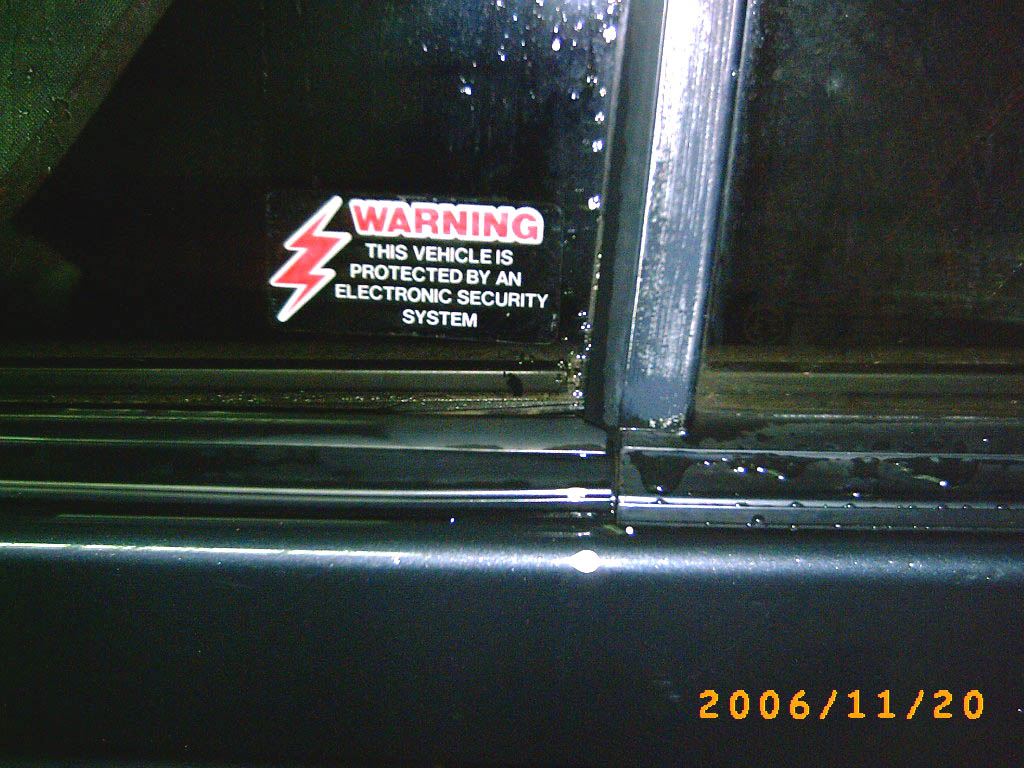 WARNING
THIS VEHICLE IS
PROTECTED BY AN
ELECTRONIC SECURITY
SYSTEM
2006/11/20